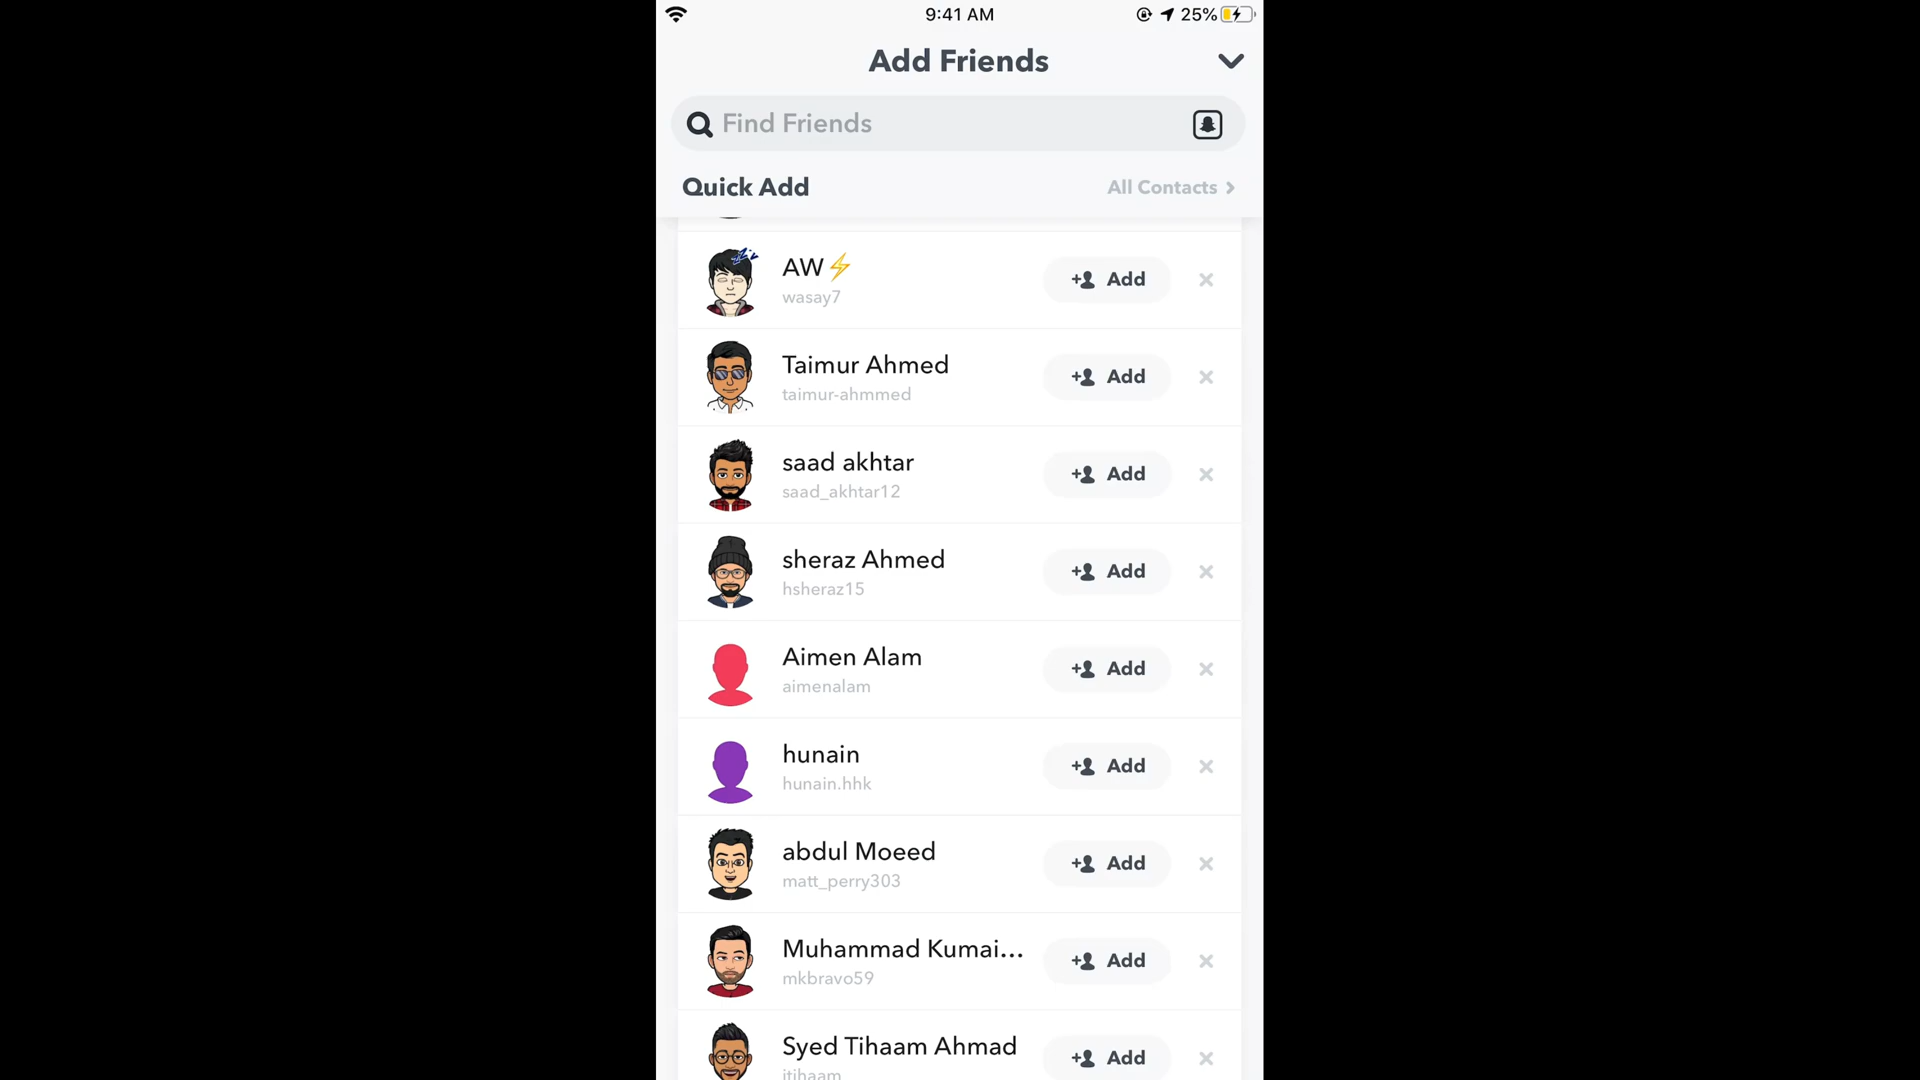 9:41 AM
25%
Add Friends
Find Friends
Quick Add
All Contacts
AW⚡
wasay7
Add
Taimur Ahmed
taimur-ahmmed
Add
saad akhtar
saad_akhtar12
Add
sheraz Ahmed
hsheraz15
Add
Aimen Alam
aimenalam
Add
hunain
hunain.hhk
Add
abdul Moeed
matt_perry303
Add
Muhammad Kumai...
mkbravo59
Add
Syed Tihaam Ahmad
itihaam
Add